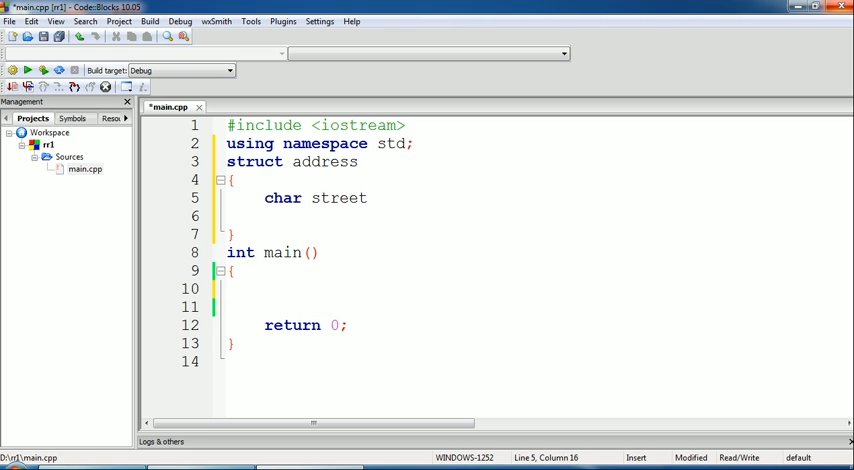 *main.cpp [rr1] - Code::Blocks 10.05
File Edit View Search Project Build Debug wxSmith Tools Plugins Settings Help
Build target: Debug
Management
Projects Symbols Resou
*main.cpp
Workspace
rr1
Sources
main.cpp
1 #include <iostream>
2 using namespace std;
3 struct address
4 {
5 char street
6
7 }
8 int main()
9 {
10
11
12 return 0;
13 }
14
Logs & others
D:\rr1\main.cpp WINDOWS-1252 Line 5, Column 16 Insert Modified Read/Write default